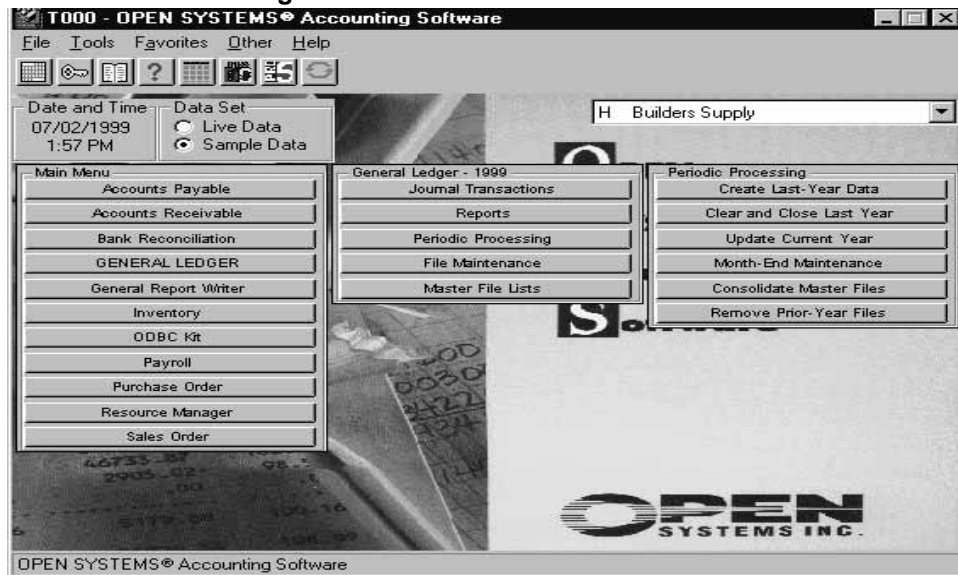 T000 - OPEN SYSTEMS® Accounting Software
File Tools Favorites Other Help
Date and Time
07/02/1999
1:57 PM
Data Set
Live Data
Sample Data
H Builders Supply
Main Menu
Accounts Payable
Accounts Receivable
Bank Reconciliation
GENERAL LEDGER
General Report Writer
Inventory
ODBC Kit
Payroll
Purchase Order
Resource Manager
Sales Order
General Ledger - 1999
Journal Transactions
Reports
Periodic Processing
File Maintenance
Master File Lists
Periodic Processing
Create Last-Year Data
Clear and Close Last Year
Update Current Year
Month-End Maintenance
Consolidate Master Files
Remove Prior-Year Files
OPEN
SYSTEMS INC.
OPEN SYSTEMS® Accounting Software